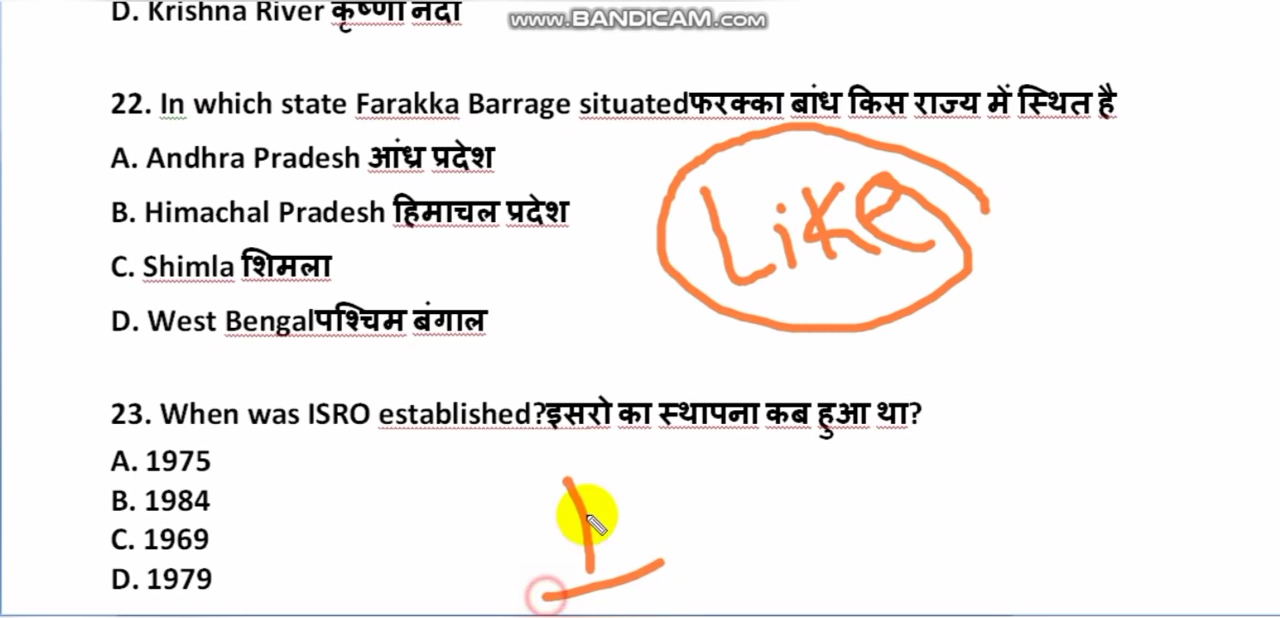 D. Krishna River कृष्णा नदी
www.BANDICAM.com
22. In which state Farakka Barrage situatedफरक्का बांध किस राज्य में स्थित है
A. Andhra Pradesh आंध्र प्रदेश
B. Himachal Pradesh हिमाचल प्रदेश
Like
C. Shimla शिमला
D. West Bengalपश्चिम बंगाल
23. When was ISRO established?इसरो का स्थापना कब हुआ था?
A. 1975
B. 1984
C. 1969
D. 1979